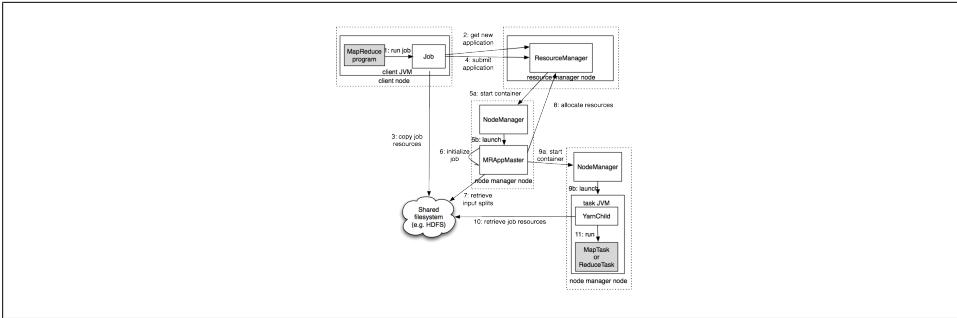 MapReduce
program
1: run job
Job
client JVM
client node
2: get new
application
4: submit
application
ResourceManager
resource manager node
5a: start container
8: allocate resources
NodeManager
5b: launch
3: copy job
resources
6: initialize
job
MRAppMaster
node manager node
9a: start
container
NodeManager
7: retrieve
input splits
9b: launch
task JVM
Shared
filesystem
(e.g. HDFS)
YarnChild
10: retrieve job resources
11: run
MapTask
or
ReduceTask
node manager node